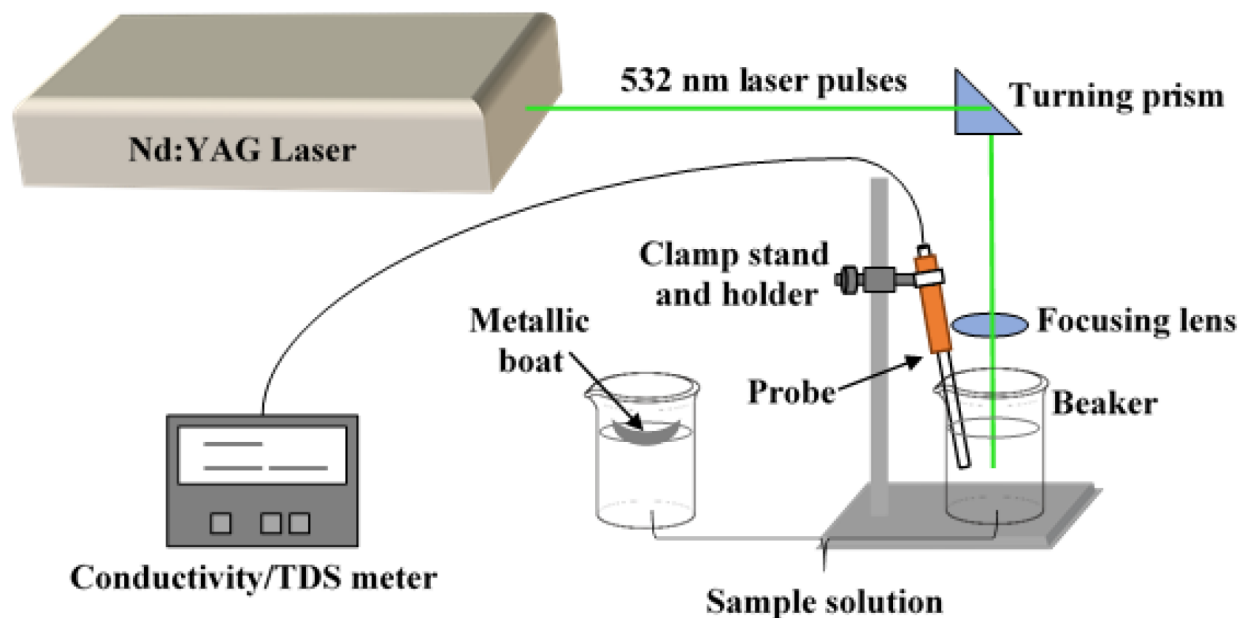 532 nm laser pulses
Turning prism
Nd:YAG Laser
Clamp stand
and holder
Metallic
boat
Focusing lens
Probe
Beaker
Conductivity/TDS meter
Sample solution